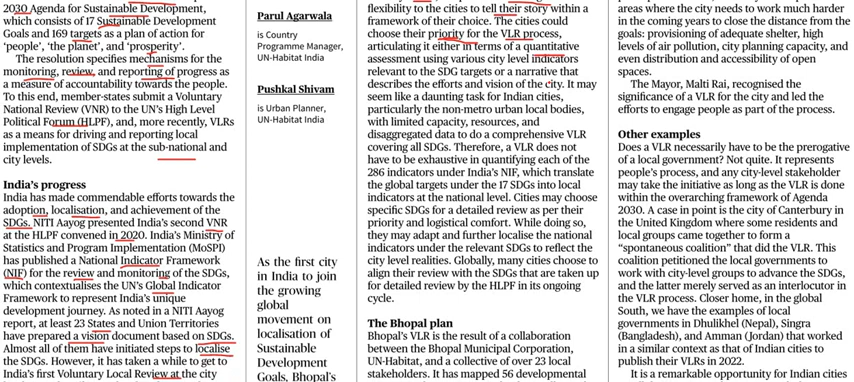 2030 Agenda for Sustainable Development,
which consists of 17 Sustainable Development
Goals and 169 targets as a plan of action for
‘people’, ‘the planet’, and ‘prosperity’.
The resolution specifies mechanisms for the
monitoring, review, and reporting of progress as
a measure of accountability towards the people.
To this end, member-states submit a Voluntary
National Review (VNR) to the UN’s High Level
Political Forum (HLPF), and, more recently, VLRs
as a means for driving and reporting local
implementation of SDGs at the sub-national and
city levels.
India’s progress
India has made commendable efforts towards the
adoption, localisation, and achievement of the
SDGs. NITI Aayog presented India’s second VNR
at the HLPF convened in 2020. India’s Ministry of
Statistics and Program Implementation (MoSPI)
has published a National Indicator Framework
(NIF) for the review and monitoring of the SDGs,
which contextualises the UN’s Global Indicator
Framework to represent India’s unique
development journey. As noted in a NITI Aayog
report, at least 23 States and Union Territories
have prepared a vision document based on SDGs.
Almost all of them have initiated steps to localise
the SDGs. However, it has taken a while to get to
India’s first Voluntary Local Review at the city
Parul Agarwala
is Country
Programme Manager,
UN-Habitat India
Pushkal Shivam
is Urban Planner,
UN-Habitat India
As the first city
in India to join
the growing
global
movement on
localisation of
Sustainable
Development
Goals, Bhopal’s
flexibility to the cities to tell their story within a
framework of their choice. The cities could
choose their priority for the VLR process,
articulating it either in terms of a quantitative
assessment using various city level indicators
relevant to the SDG targets or a narrative that
describes the efforts and vision of the city. It may
seem like a daunting task for Indian cities,
particularly the non-metro urban local bodies,
with limited capacity, resources, and
disaggregated data to do a comprehensive VLR
covering all SDGs. Therefore, a VLR does not
have to be exhaustive in quantifying each of the
286 indicators under India’s NIF, which translate
the global targets under the 17 SDGs into local
indicators at the national level. Cities may choose
specific SDGs for a detailed review as per their
priority and logistical comfort. While doing so,
they may adapt and further localise the national
indicators under the relevant SDGs to reflect the
city level realities. Globally, many cities choose to
align their review with the SDGs that are taken up
for detailed review by the HLPF in its ongoing
cycle.
The Bhopal plan
Bhopal’s VLR is the result of a collaboration
between the Bhopal Municipal Corporation,
UN-Habitat, and a collective of over 23 local
stakeholders. It has mapped 56 developmental
areas where the city needs to work much harder
in the coming years to close the distance from the
goals: provisioning of adequate shelter, high
levels of air pollution, city planning capacity, and
even distribution and accessibility of open
spaces.
The Mayor, Malti Rai, recognised the
significance of a VLR for the city and led the
efforts to engage people as part of the process.
Other examples
Does a VLR necessarily have to be the prerogative
of a local government? Not quite. It represents
people’s process, and any city-level stakeholder
may take the initiative as long as the VLR is done
within the overarching framework of Agenda
2030. A case in point is the city of Canterbury in
the United Kingdom where some residents and
local groups came together to form a
“spontaneous coalition” that did the VLR. This
coalition petitioned the local governments to
work with city-level groups to advance the SDGs,
and the latter merely served as an interlocutor in
the VLR process. Closer home, in the global
South, we have the examples of local
governments in Dhulikhel (Nepal), Singra
(Bangladesh), and Amman (Jordan) that worked
in a similar context as that of Indian cities to
publish their VLRs in 2022.
It is a remarkable opportunity for Indian cities